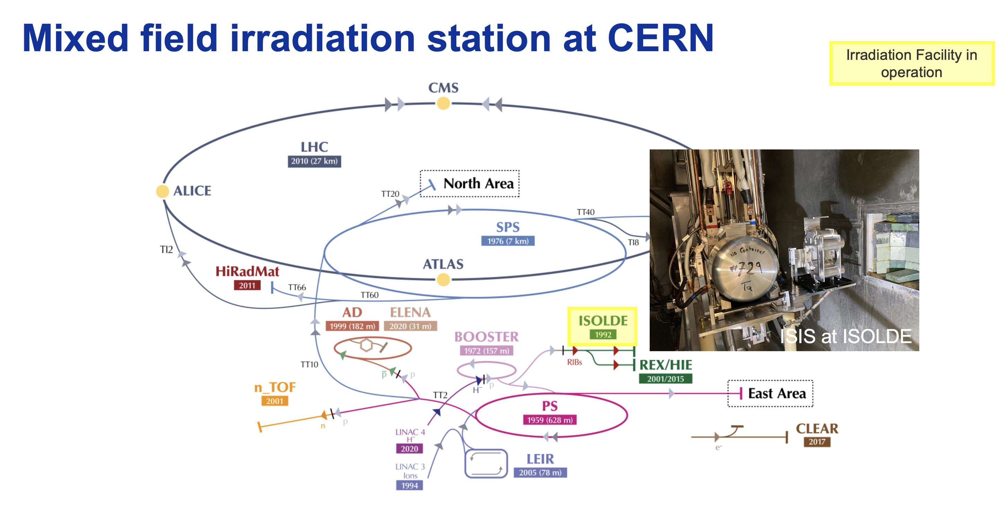 Mixed field irradiation station at CERN
Irradiation Facility in
operation
CMS
LHC
2010 (27 km)
North Area
ALICE
TT20
TT40
SPS
1976 (7 km)
TI8
TI2
ATLAS
HiRadMat
2011
TT66
TT60
No Container
#729
Ta
ISIS at ISOLDE
AD
1999 (182 m)
ELENA
2020 (31 m)
ISOLDE
1992
BOOSTER
1972 (157 m)
RIBs
REX/HIE
2001/2015
TT10
p̅
p
H⁻
p
n_TOF
2001
TT2
East Area
PS
1959 (628 m)
n
p
LINAC 4
H⁻
2020
CLEAR
2017
e⁻
LEIR
2005 (78 m)
LINAC 3
Ions
1994